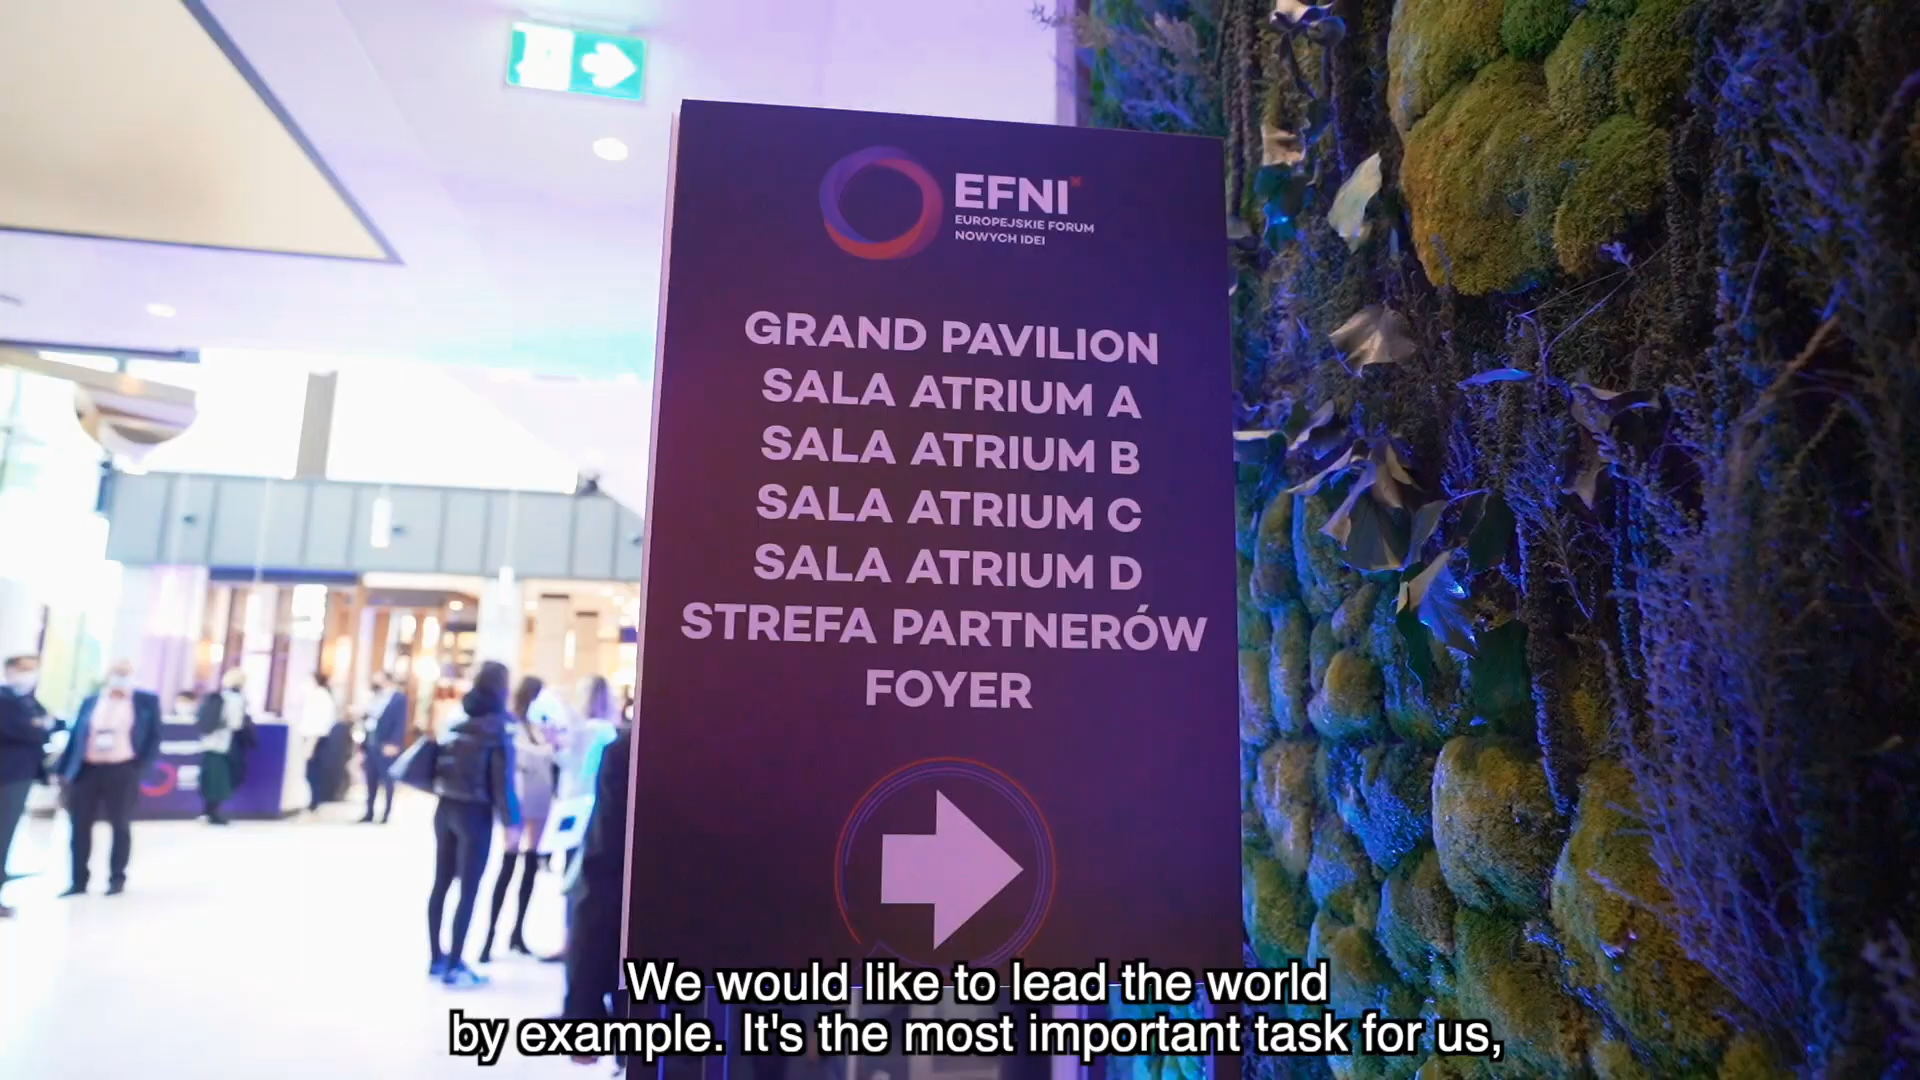 EFNI
EUROPEJSKIE FORUM
NOWYCH IDEI
GRAND PAVILION
SALA ATRIUM A
SALA ATRIUM B
SALA ATRIUM C
SALA ATRIUM D
STREFA PARTNERÓW
FOYER
We would like to lead the world
by example. It's the most important task for us,